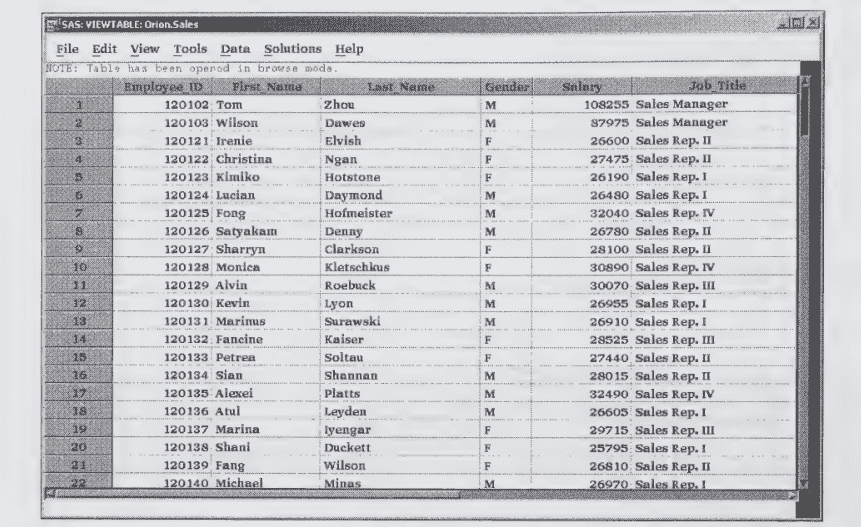 SAS: VIEWTABLE: Orion.Sales
File Edit View Tools Data Solutions Help
NOTE: Table has been opened in browse mode.
Employee_ID First_Name Last_Name Gender Salary Job_Title
1 120102 Tom Zhou M 108255 Sales Manager
2 120103 Wilson Dawes M 87975 Sales Manager
3 120121 Irenie Elvish F 26600 Sales Rep. II
4 120122 Christina Ngan F 27475 Sales Rep. II
5 120123 Kimiko Hotstone F 26190 Sales Rep. I
6 120124 Lucian Daymond M 26480 Sales Rep. I
7 120125 Fong Hofmeister M 32040 Sales Rep. IV
8 120126 Satyakam Denny M 26780 Sales Rep. II
9 120127 Sharryn Clarkson F 28100 Sales Rep. II
10 120128 Monica Kletschkus F 30890 Sales Rep. IV
11 120129 Alvin Roebuck M 30070 Sales Rep. III
12 120130 Kevin Lyon M 26955 Sales Rep. I
13 120131 Marinus Surawski M 26910 Sales Rep. I
14 120132 Fancine Kaiser F 28525 Sales Rep. III
15 120133 Petrea Soltau F 27440 Sales Rep. II
16 120134 Sian Shannan M 28015 Sales Rep. II
17 120135 Alexei Platts M 32490 Sales Rep. IV
18 120136 Atul Leyden M 26605 Sales Rep. I
19 120137 Marina Iyengar F 29715 Sales Rep. III
20 120138 Shani Duckett F 25795 Sales Rep. I
21 120139 Fang Wilson F 26810 Sales Rep. II
22 120140 Michael Minas M 26970 Sales Rep. I